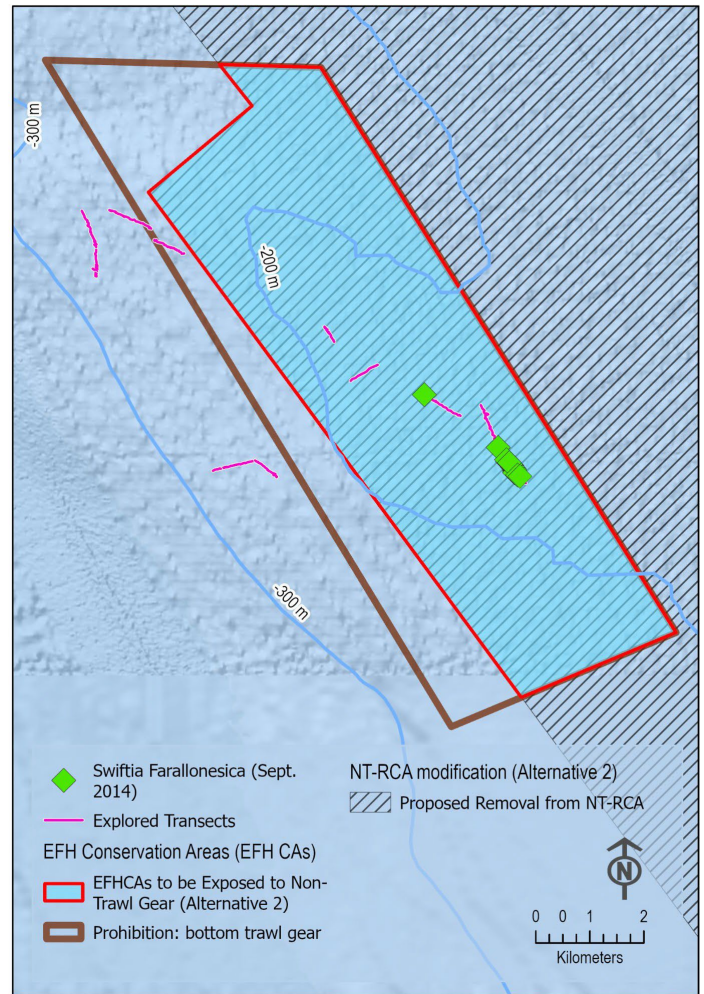 -300 m
-200 m
-300 m
Swiftia Farallonesica (Sept.
2014)
Explored Transects
EFH Conservation Areas (EFH CAs)
EFHCAs to be Exposed to Non-
Trawl Gear (Alternative 2)
Prohibition: bottom trawl gear
NT-RCA modification (Alternative 2)
Proposed Removal from NT-RCA
N
0 0 1 2
Kilometers